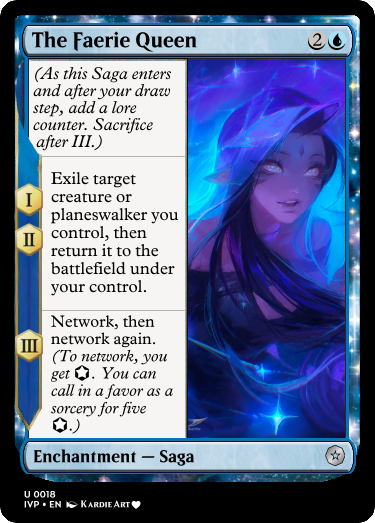 The Faerie Queen 2
(As this Saga enters
and after your draw
step, add a lore
counter. Sacrifice
after III.)
I
II
Exile target
creature or
planeswalker you
control, then
return it to the
battlefield under
your control.
III
Network, then
network again.
(To network, you
get ⬡. You can
call in a favor as a
sorcery for five
⬡.)
Enchantment — Saga
U 0018
IVP • EN KARDIEART♥